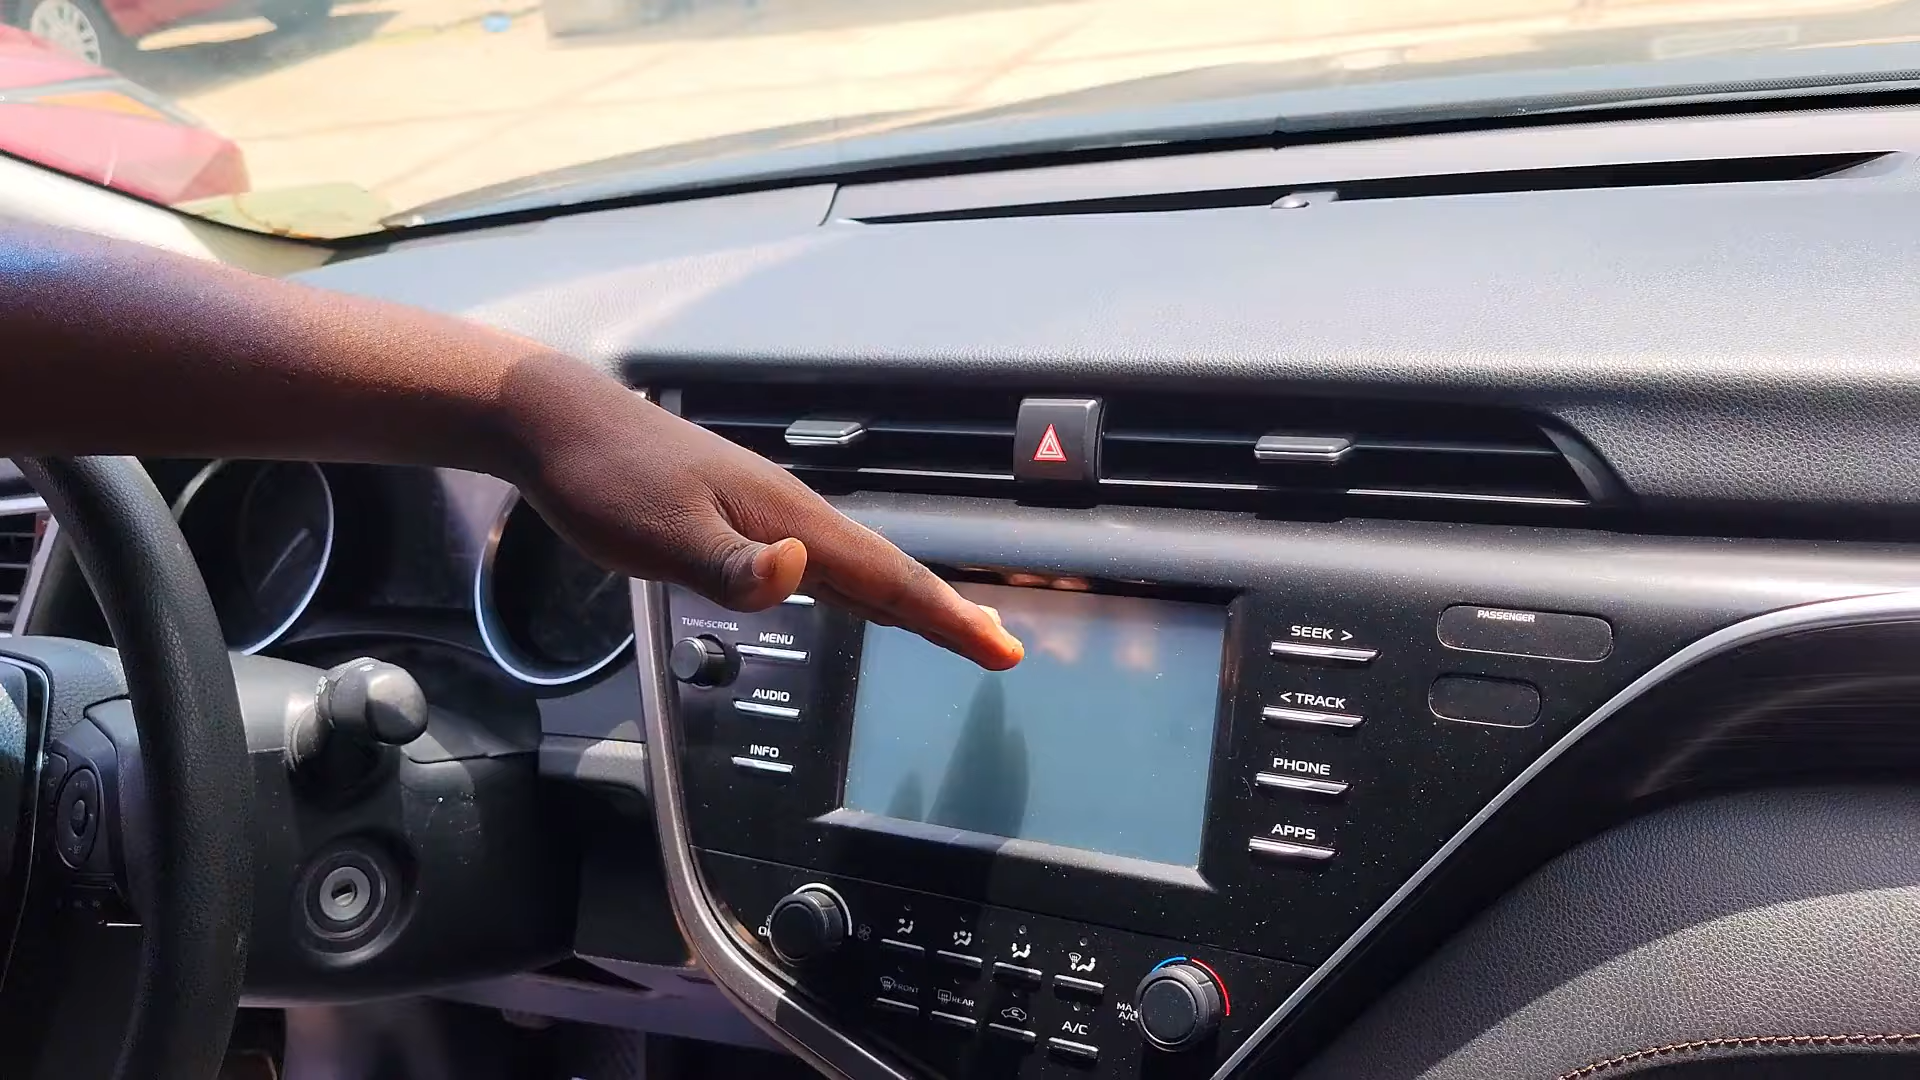 PASSENGER
TUNE•SCROLL
MENU
AUDIO
INFO
SEEK >
< TRACK
PHONE
APPS
FRONT
REAR
A/C